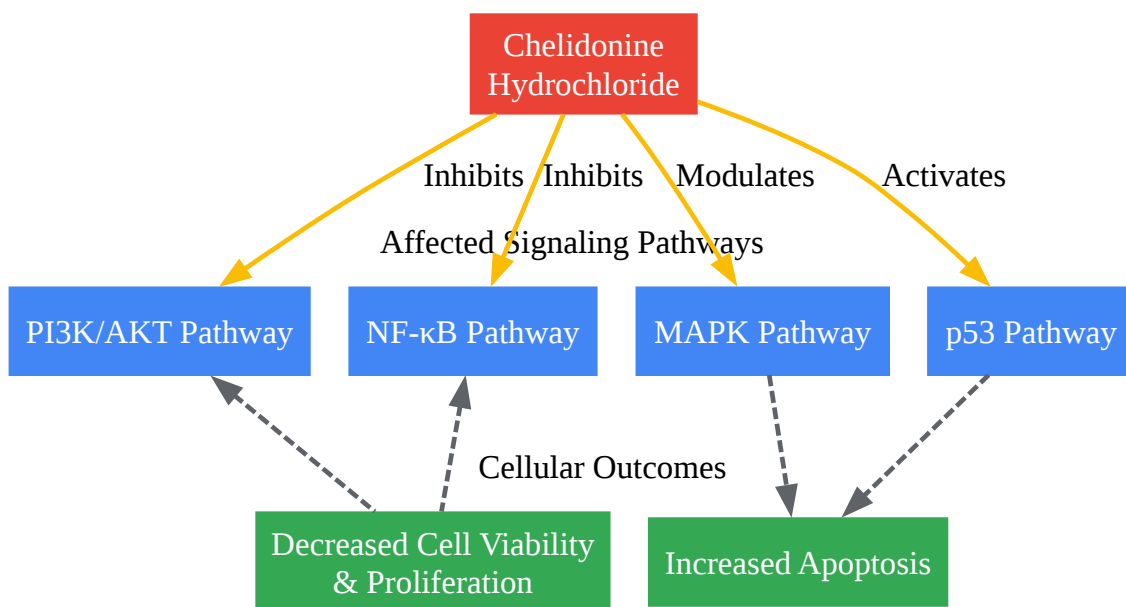 Chelidonine
Hydrochloride
Inhibits
Inhibits
Modulates
Activates
Affected Signaling Pathways
PI3K/AKT Pathway
NF-κB Pathway
MAPK Pathway
p53 Pathway
Cellular Outcomes
Decreased Cell Viability
& Proliferation
Increased Apoptosis